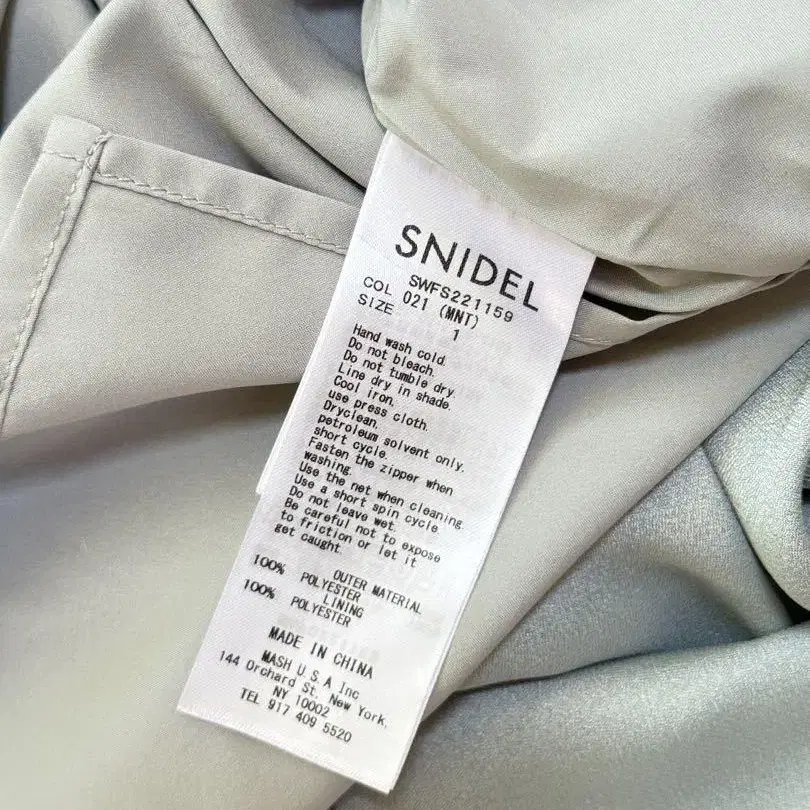 SNIDEL
SWFS221159
COL 021 (MNT)
SIZE 1
Hand wash cold.
Do not bleach.
Do not tumble dry.
Line dry in shade.
Cool iron.
use press cloth.
Dryclean.
petroleum solvent only.
short cycle.
Fasten the zipper when
washing.
Use the net when cleaning.
Use a short spin cycle.
Do not leave wet.
Be careful not to expose
to friction or let it
get caught.
OUTER MATERIAL
100% POLYESTER
LINING
100% POLYESTER
MADE IN CHINA
MASH U.S.A Inc
144 Orchard St. New York.
NY 10002
TEL 917 409 5520